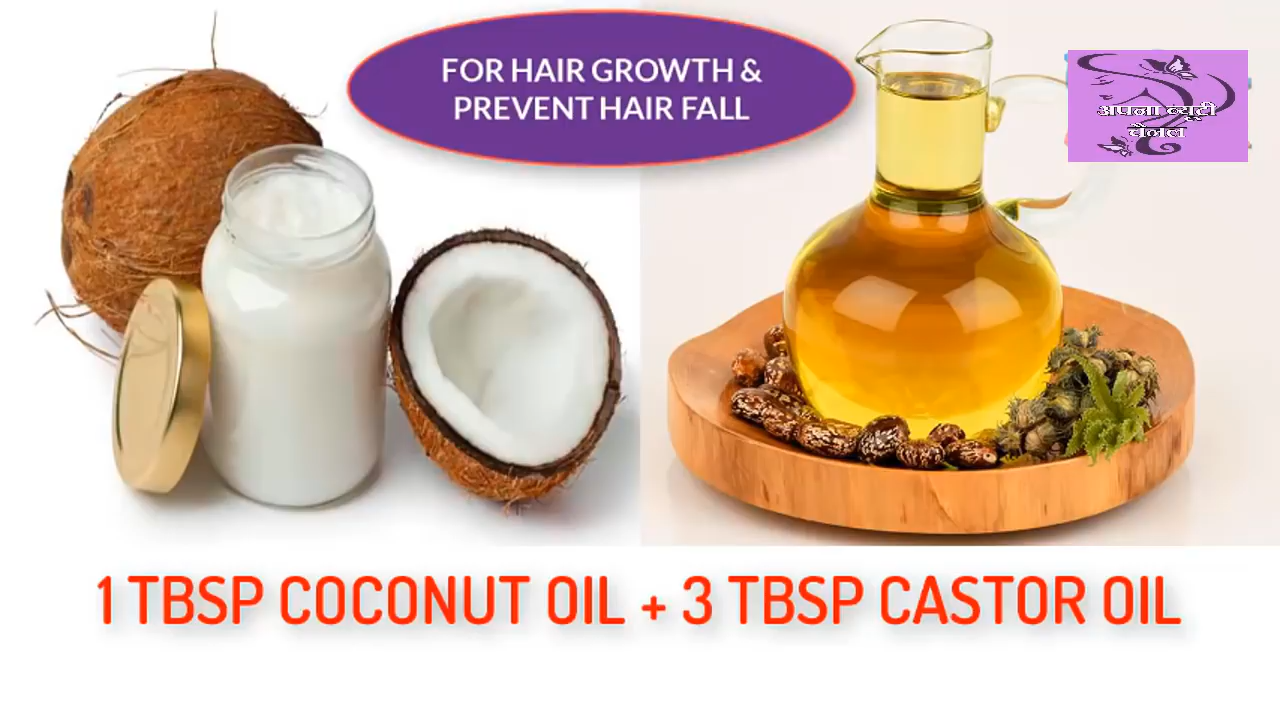 FOR HAIR GROWTH &
PREVENT HAIR FALL
अपना ब्यूटी
चैनल
1 TBSP COCONUT OIL + 3 TBSP CASTOR OIL